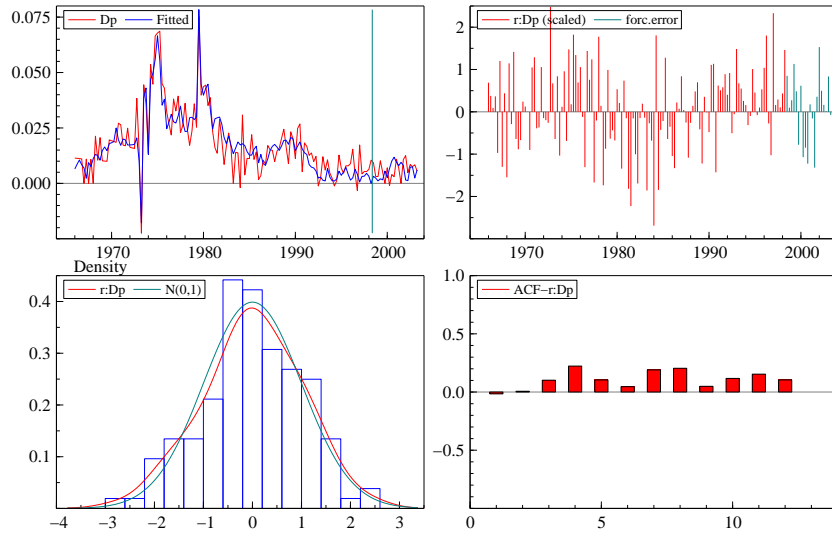 Dp Fitted
0.075
0.050
0.025
0.000
1970 1980 1990 2000
r:Dp (scaled) forc.error
2
1
0
−1
−2
1970 1980 1990 2000
Density
r:Dp N(0,1)
0.4
0.3
0.2
0.1
−4 −3 −2 −1 0 1 2 3
ACF−r:Dp
1.0
0.5
0.0
−0.5
0 5 10